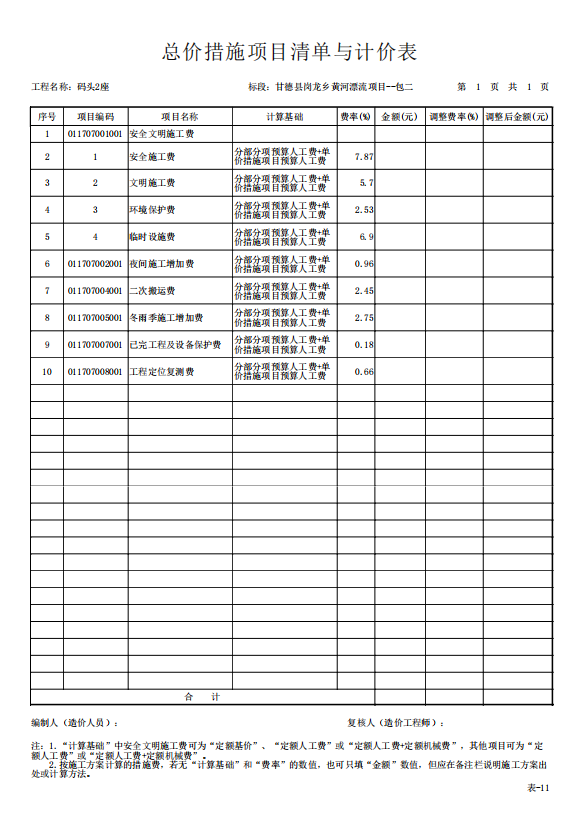 总价措施项目清单与计价表
工程名称：码头2座 标段：甘德县岗龙乡黄河漂流项目--包二 第 1 页 共 1 页
序号 项目编码 项目名称 计算基础 费率(%) 金额(元) 调整费率(%) 调整后金额(元)
1 011707001001 安全文明施工费
2 1 安全施工费 分部分项预算人工费+单
价措施项目预算人工费 7.87
3 2 文明施工费 分部分项预算人工费+单
价措施项目预算人工费 5.7
4 3 环境保护费 分部分项预算人工费+单
价措施项目预算人工费 2.53
5 4 临时设施费 分部分项预算人工费+单
价措施项目预算人工费 6.9
6 011707002001 夜间施工增加费 分部分项预算人工费+单
价措施项目预算人工费 0.96
7 011707004001 二次搬运费 分部分项预算人工费+单
价措施项目预算人工费 2.45
8 011707005001 冬雨季施工增加费 分部分项预算人工费+单
价措施项目预算人工费 2.75
9 011707007001 已完工程及设备保护费 分部分项预算人工费+单
价措施项目预算人工费 0.18
10 011707008001 工程定位复测费 分部分项预算人工费+单
价措施项目预算人工费 0.66
合 计
编制人（造价人员）： 复核人（造价工程师）：
注：1.“计算基础”中安全文明施工费可为“定额基价”、“定额人工费”或“定额人工费+定额机械费”，其他项目可为“定
额人工费”或“定额人工费+定额机械费”。
2.按施工方案计算的措施费，若无“计算基础”和“费率”的数值，也可只填“金额”数值，但应在备注栏说明施工方案出
处或计算方法。
表-11